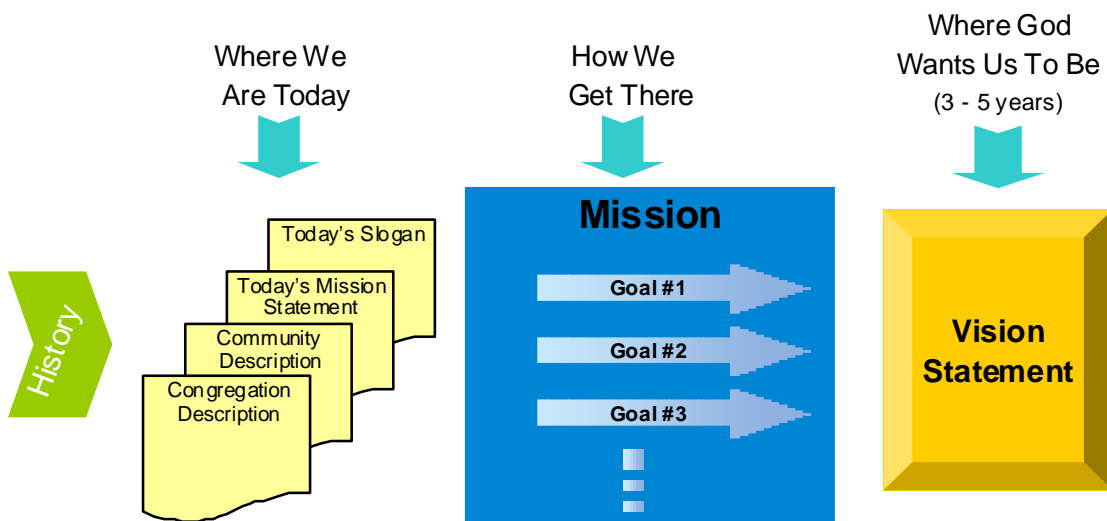 Where We
Are Today
How We
Get There
Where God
Wants Us To Be
(3 - 5 years)
History
Today's Slogan
Today's Mission
Statement
Community
Description
Congregation
Description
Mission
Goal #1
Goal #2
Goal #3
Vision
Statement